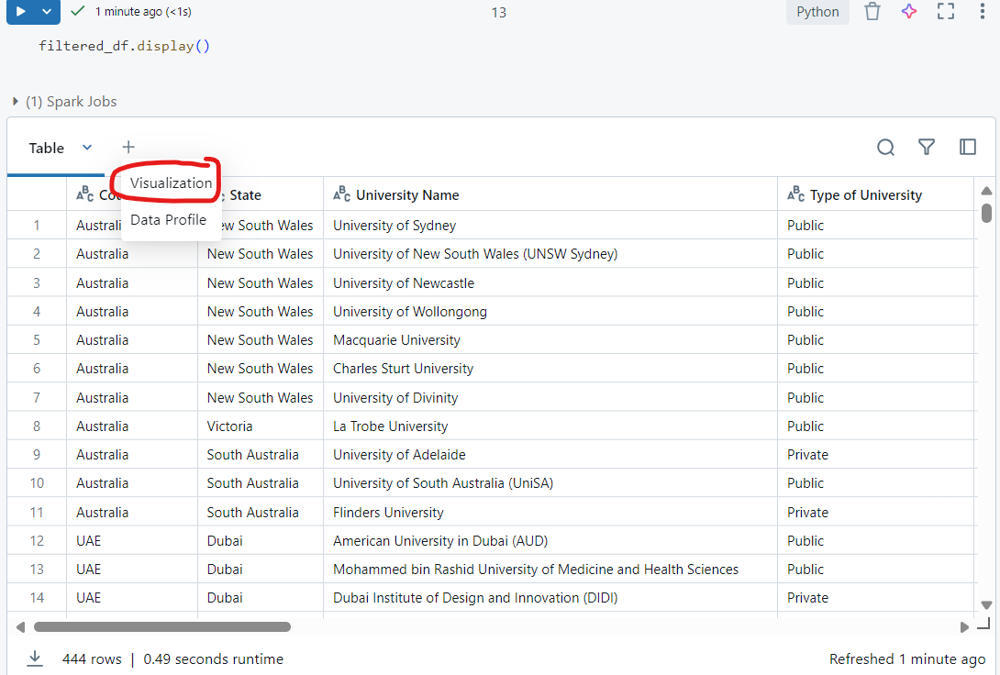 1 minute ago (<1s)
13
Python
filtered_df.display()
(1) Spark Jobs
Table
Visualization
Data Profile
ABC Cou
State
ABC University Name
ABC Type of University
1 Australia New South Wales University of Sydney Public
2 Australia New South Wales University of New South Wales (UNSW Sydney) Public
3 Australia New South Wales University of Newcastle Public
4 Australia New South Wales University of Wollongong Public
5 Australia New South Wales Macquarie University Public
6 Australia New South Wales Charles Sturt University Public
7 Australia New South Wales University of Divinity Public
8 Australia Victoria La Trobe University Public
9 Australia South Australia University of Adelaide Private
10 Australia South Australia University of South Australia (UniSA) Public
11 Australia South Australia Flinders University Private
12 UAE Dubai American University in Dubai (AUD) Public
13 UAE Dubai Mohammed bin Rashid University of Medicine and Health Sciences Public
14 UAE Dubai Dubai Institute of Design and Innovation (DIDI) Private
444 rows | 0.49 seconds runtime
Refreshed 1 minute ago